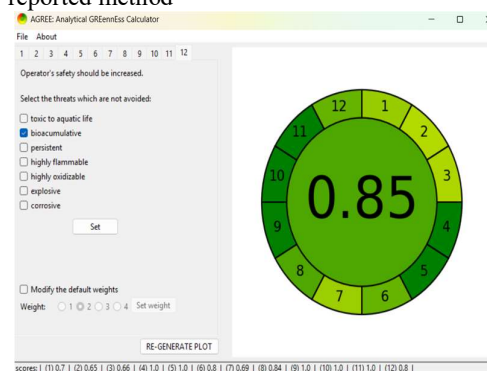 reported method
AGREE: Analytical GREennEss Calculator
File About
1 2 3 4 5 6 7 8 9 10 11 12
Operator's safety should be increased.
Select the threats which are not avoided:
toxic to aquatic life
bioacumulative
persistent
highly flammable
highly oxidizable
explosive
corrosive
Set
Modify the default weights
Weight: 1 2 3 4 Set weight
RE-GENERATE PLOT
12 1
11 2
10 3
0.85
9 4
8 5
7 6
scores: | (1) 0.7 | (2) 0.65 | (3) 0.66 | (4) 1.0 | (5) 1.0 | (6) 0.8 | (7) 0.69 | (8) 0.84 | (9) 1.0 | (10) 1.0 | (11) 1.0 | (12) 0.8 |